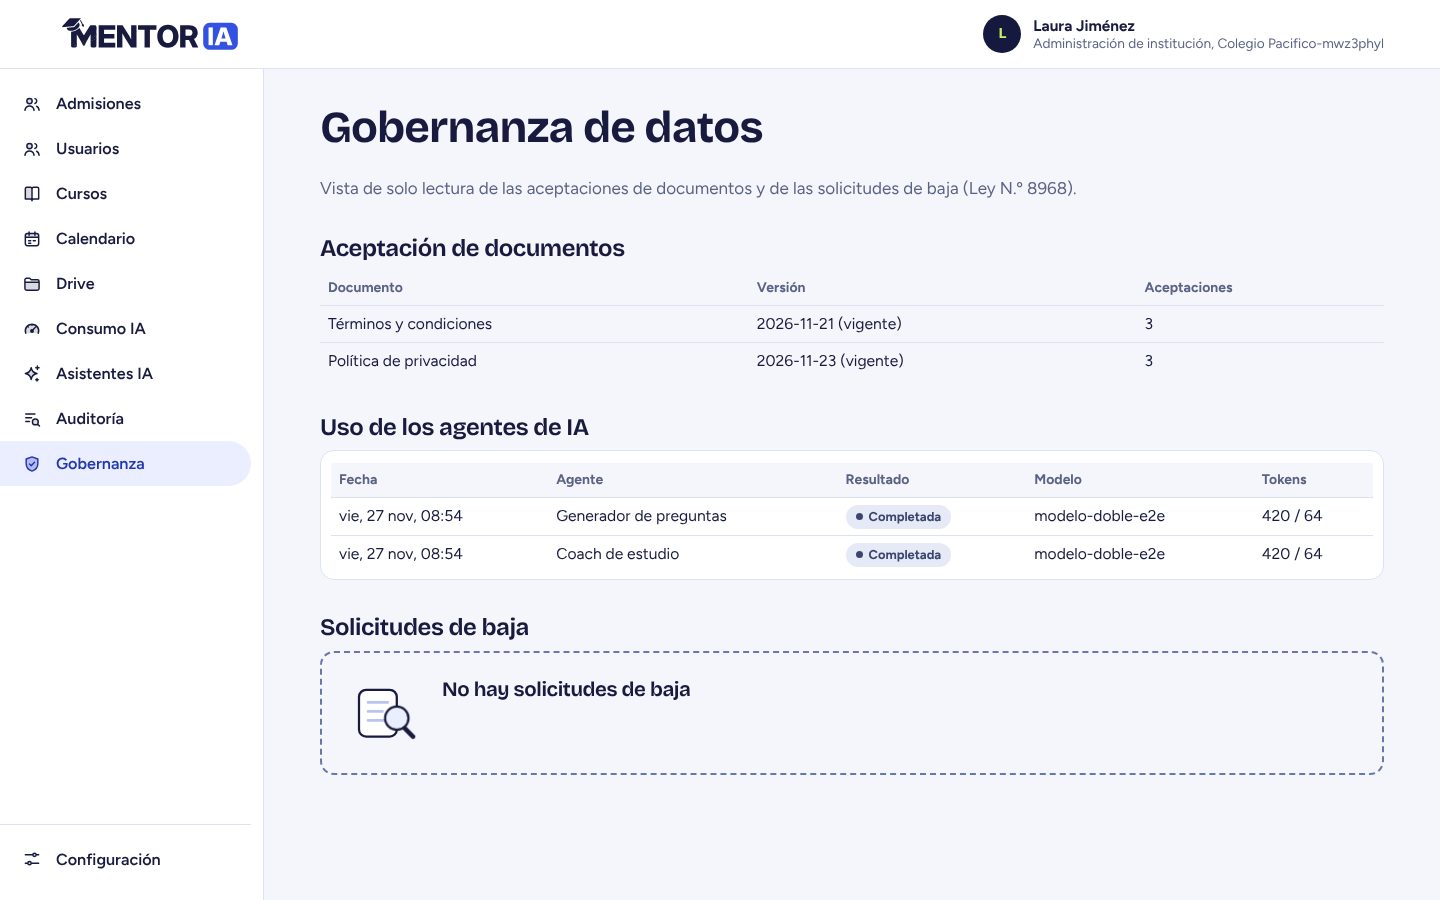 MENTOR IA
L
Laura Jiménez
Administración de institución, Colegio Pacifico-mwz3phyl
Admisiones
Usuarios
Cursos
Calendario
Drive
Consumo IA
Asistentes IA
Auditoría
Gobernanza
Configuración
Gobernanza de datos
Vista de solo lectura de las aceptaciones de documentos y de las solicitudes de baja (Ley N.º 8968).
Aceptación de documentos
Documento Versión Aceptaciones
Términos y condiciones 2026-11-21 (vigente) 3
Política de privacidad 2026-11-23 (vigente) 3
Uso de los agentes de IA
Fecha Agente Resultado Modelo Tokens
vie, 27 nov, 08:54 Generador de preguntas Completada modelo-doble-e2e 420 / 64
vie, 27 nov, 08:54 Coach de estudio Completada modelo-doble-e2e 420 / 64
Solicitudes de baja
No hay solicitudes de baja